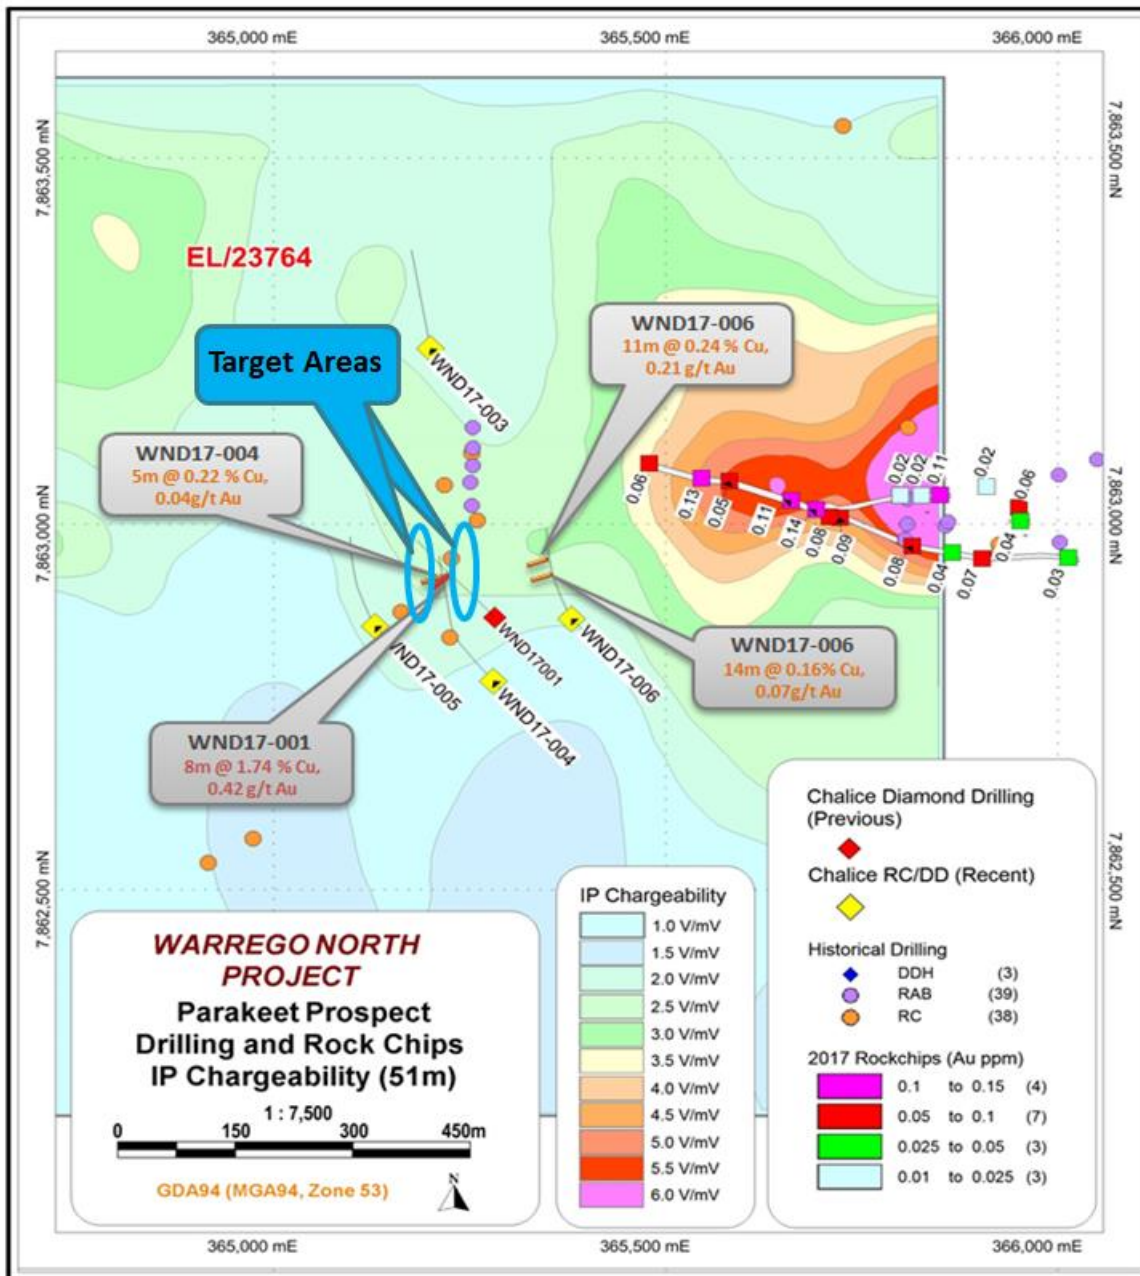 365,000 mE
365,500 mE
366,000 mE
7,863,500 mN
7,863,500 mN
EL/23764
Target Areas
WND17-006
11m @ 0.24 % Cu,
0.21 g/t Au
WND17-003
WND17-004
5m @ 0.22 % Cu,
0.04g/t Au
0.06
0.13
0.05
0.11
0.14
0.08
0.09
0.02
0.02
0.11
0.02
0.06
0.08
0.04
0.07
0.04
0.03
7,863,000 mN
7,863,000 mN
WND17001
WND17-006
14m @ 0.16% Cu,
0.07g/t Au
WND17-006
VND17-005
WND17-004
WND17-001
8m @ 1.74 % Cu,
0.42 g/t Au
7,862,500 mN
7,862,500 mN
WARREGO NORTH
PROJECT
Parakeet Prospect
Drilling and Rock Chips
IP Chargeability (51m)
1 : 7,500
0 150 300 450m
GDA94 (MGA94, Zone 53)
N
IP Chargeability
1.0 V/mV
1.5 V/mV
2.0 V/mV
2.5 V/mV
3.0 V/mV
3.5 V/mV
4.0 V/mV
4.5 V/mV
5.0 V/mV
5.5 V/mV
6.0 V/mV
Chalice Diamond Drilling
(Previous)
Chalice RC/DD (Recent)
Historical Drilling
DDH (3)
RAB (39)
RC (38)
2017 Rockchips (Au ppm)
0.1 to 0.15 (4)
0.05 to 0.1 (7)
0.025 to 0.05 (3)
0.01 to 0.025 (3)
365,000 mE
365,500 mE
366,000 mE